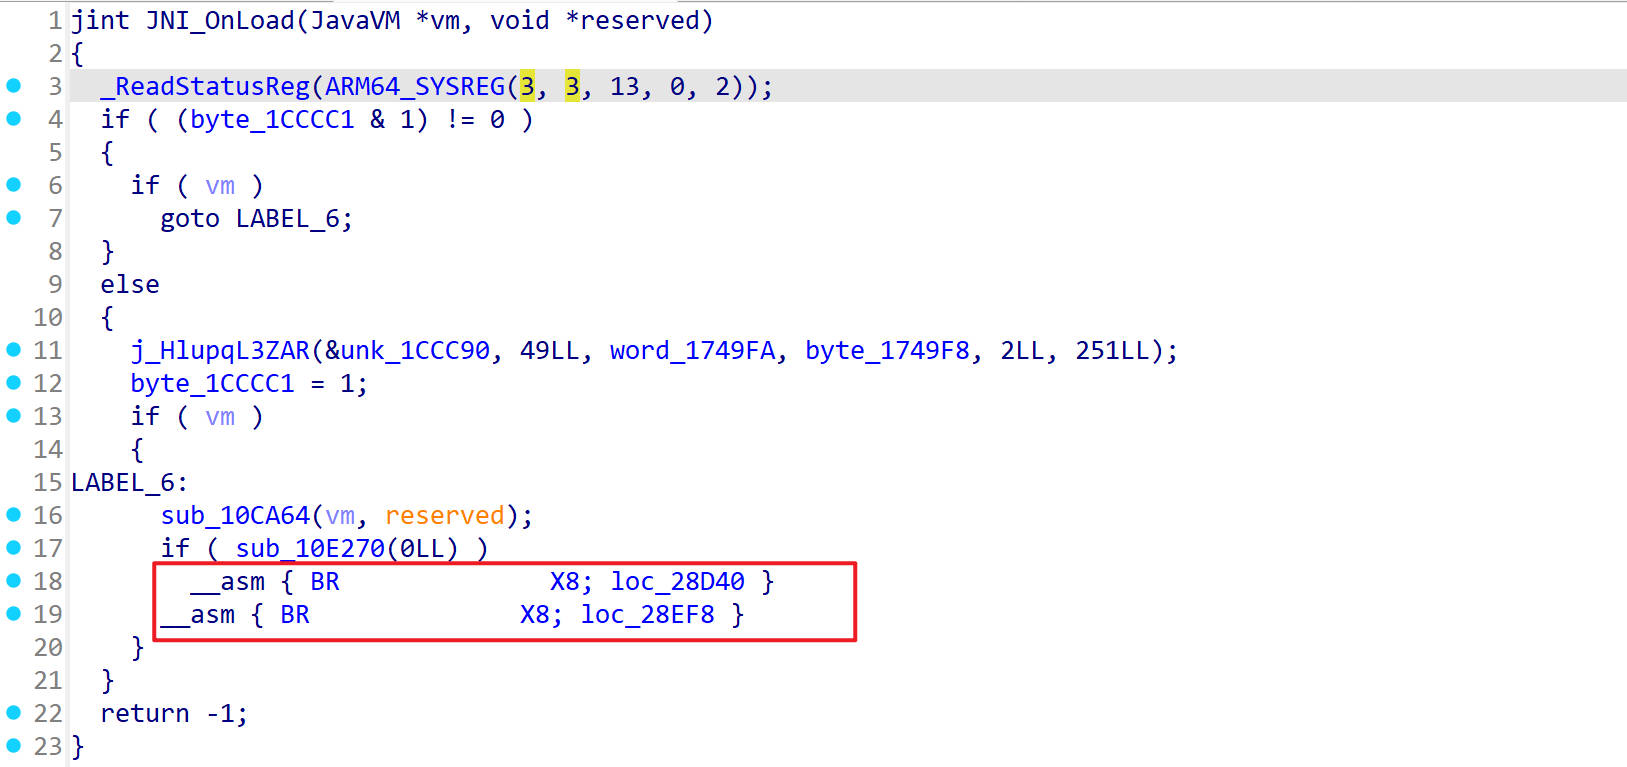 1 jint JNI_OnLoad(JavaVM *vm, void *reserved)
2 {
3 _ReadStatusReg(ARM64_SYSREG(3, 3, 13, 0, 2));
4 if ( (byte_1CCCC1 & 1) != 0 )
5 {
6 if ( vm )
7 goto LABEL_6;
8 }
9 else
10 {
11 j_HlupqL3ZAR(&unk_1CCC90, 49LL, word_1749FA, byte_1749F8, 2LL, 251LL);
12 byte_1CCCC1 = 1;
13 if ( vm )
14 {
15 LABEL_6:
16 sub_10CA64(vm, reserved);
17 if ( sub_10E270(0LL) )
18 __asm { BR X8; loc_28D40 }
19 __asm { BR X8; loc_28EF8 }
20 }
21 }
22 return -1;
23 }